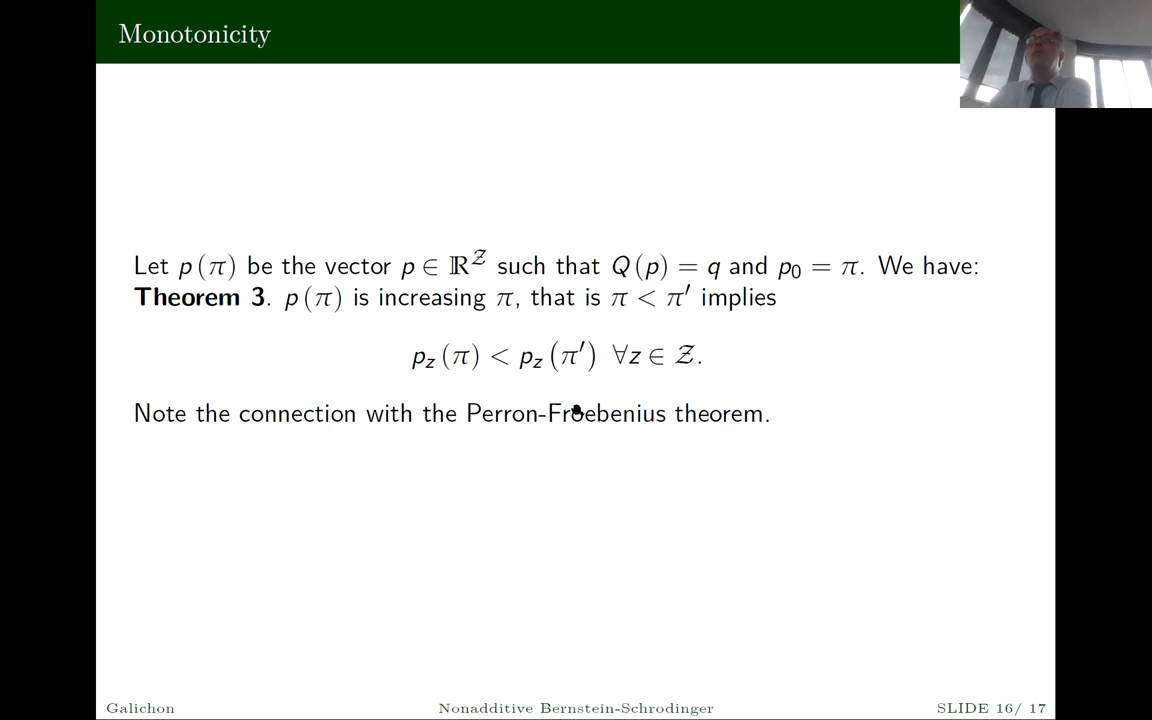 Monotonicity
Let p(π) be the vector p ∈ ℝ^𝒵 such that Q(p) = q and p₀ = π. We have:
Theorem 3. p(π) is increasing π, that is π < π′ implies
p_z(π) < p_z(π′) ∀z ∈ 𝒵.
Note the connection with the Perron-Froebenius theorem.
Galichon
Nonadditive Bernstein-Schrodinger
SLIDE 16/ 17